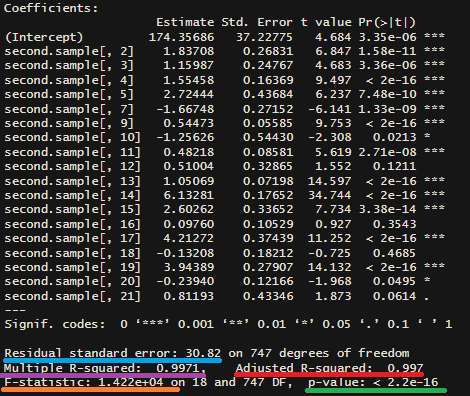 Coefficients:
Estimate Std. Error t value Pr(>|t|)
(Intercept) 174.35686 37.22775 4.684 3.35e-06 ***
second.sample[, 2] 1.83708 0.26831 6.847 1.58e-11 ***
second.sample[, 3] 1.15987 0.24767 4.683 3.36e-06 ***
second.sample[, 4] 1.55458 0.16369 9.497 < 2e-16 ***
second.sample[, 5] 2.72444 0.43684 6.237 7.48e-10 ***
second.sample[, 7] -1.66748 0.27152 -6.141 1.33e-09 ***
second.sample[, 9] 0.54473 0.05585 9.753 < 2e-16 ***
second.sample[, 10] -1.25626 0.54430 -2.308 0.0213 *
second.sample[, 11] 0.48218 0.08581 5.619 2.71e-08 ***
second.sample[, 12] 0.51004 0.32865 1.552 0.1211
second.sample[, 13] 1.05069 0.07198 14.597 < 2e-16 ***
second.sample[, 14] 6.13281 0.17652 34.744 < 2e-16 ***
second.sample[, 15] 2.60262 0.33652 7.734 3.38e-14 ***
second.sample[, 16] 0.09760 0.10529 0.927 0.3543
second.sample[, 17] 4.21272 0.37439 11.252 < 2e-16 ***
second.sample[, 18] -0.13208 0.18212 -0.725 0.4685
second.sample[, 19] 3.94389 0.27907 14.132 < 2e-16 ***
second.sample[, 20] -0.23940 0.12166 -1.968 0.0495 *
second.sample[, 21] 0.81193 0.43346 1.873 0.0614 .
---
Signif. codes: 0 ‘***’ 0.001 ‘**’ 0.01 ‘*’ 0.05 ‘.’ 0.1 ‘ ’ 1
Residual standard error: 30.82 on 747 degrees of freedom
Multiple R-squared: 0.9971, Adjusted R-squared: 0.997
F-statistic: 1.422e+04 on 18 and 747 DF, p-value: < 2.2e-16